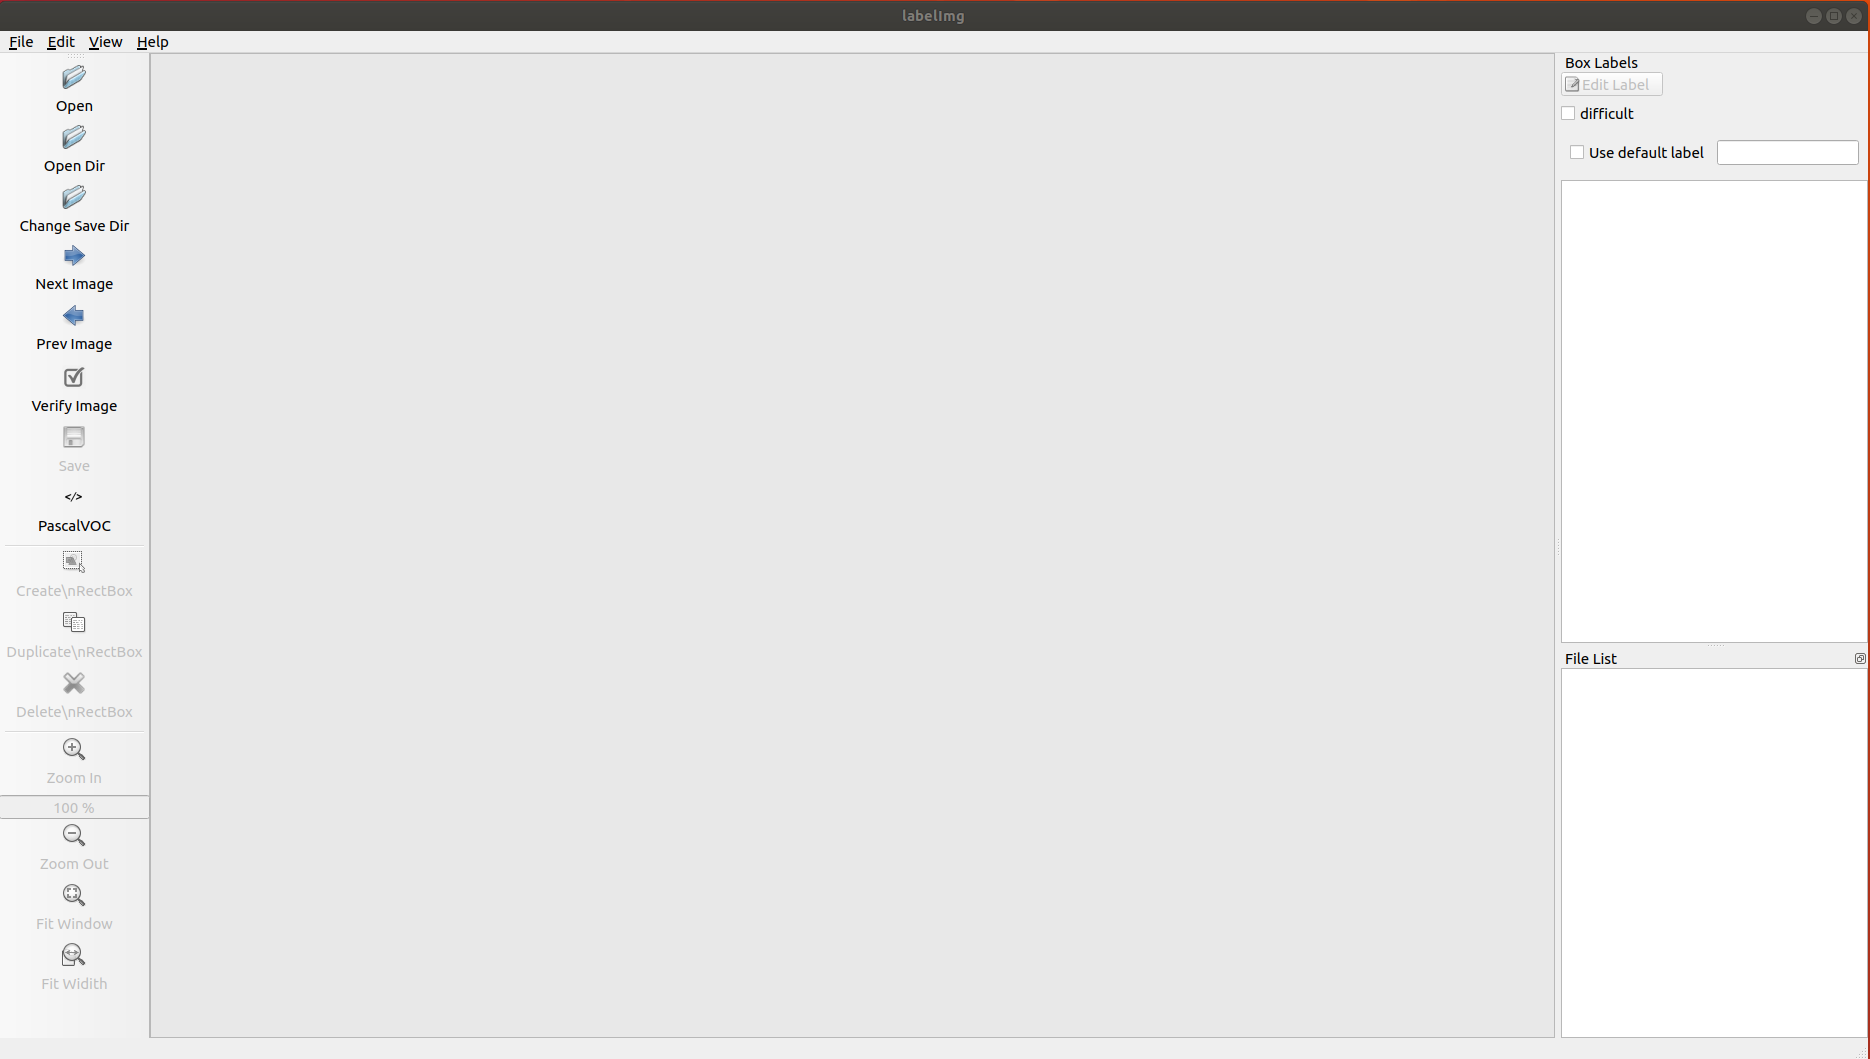 labelImg
File Edit View Help
Open
Open Dir
Change Save Dir
Next Image
Prev Image
Verify Image
Save
</>
PascalVOC
Create\nRectBox
Duplicate\nRectBox
Delete\nRectBox
Zoom In
100 %
Zoom Out
Fit Window
Fit Widith
Box Labels
Edit Label
difficult
Use default label
File List